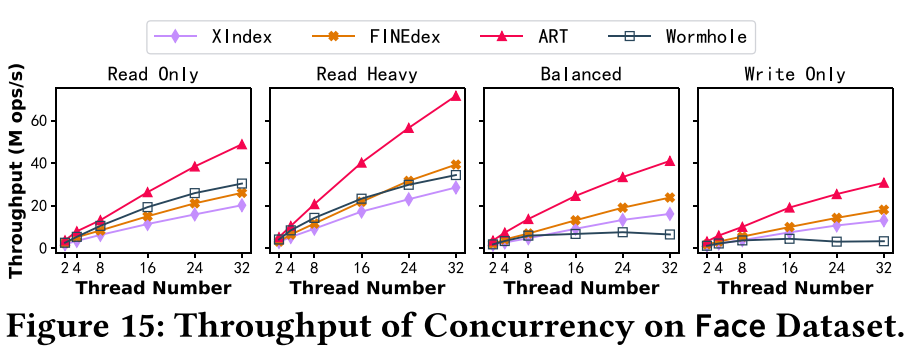 XIndex FINEdex ART Wormhole
Read Only Read Heavy Balanced Write Only
Throughput (M ops/s)
60
40
20
0
2 4 8 16 24 32 2 4 8 16 24 32 2 4 8 16 24 32 2 4 8 16 24 32
Thread Number Thread Number Thread Number Thread Number
Figure 15: Throughput of Concurrency on Face Dataset.